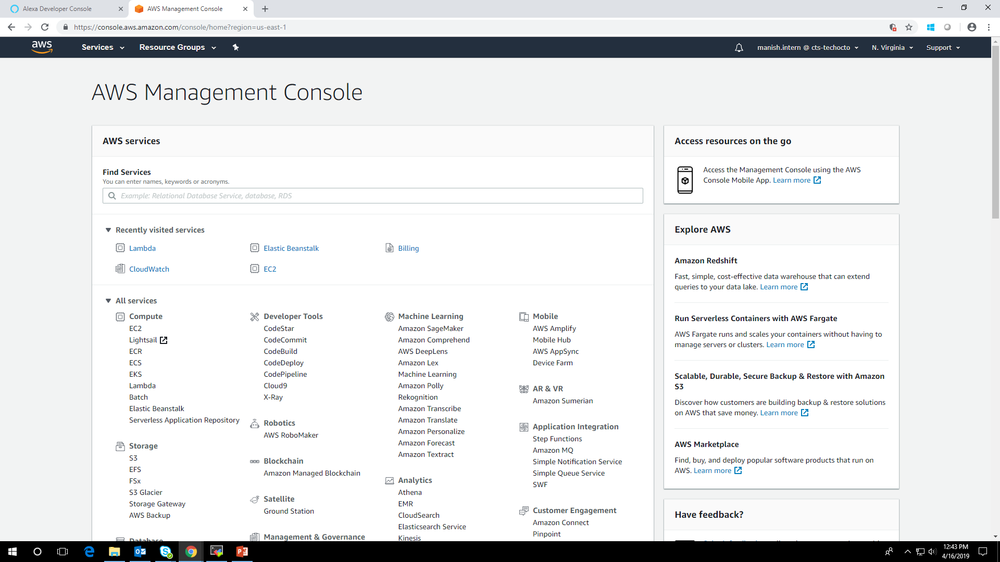 Alexa Developer Console
AWS Management Console
https://console.aws.amazon.com/console/home?region=us-east-1
aws
Services
Resource Groups
manish.intern @ cts-techocto
N. Virginia
Support
AWS Management Console
AWS services
Find Services
You can enter names, keywords or acronyms.
Example: Relational Database Service, database, RDS
Recently visited services
Lambda
Elastic Beanstalk
Billing
CloudWatch
EC2
All services
Compute
EC2
Lightsail
ECR
ECS
EKS
Lambda
Batch
Elastic Beanstalk
Serverless Application Repository
Storage
S3
EFS
FSx
S3 Glacier
Storage Gateway
AWS Backup
Database
Developer Tools
CodeStar
CodeCommit
CodeBuild
CodeDeploy
CodePipeline
Cloud9
X-Ray
Robotics
AWS RoboMaker
Blockchain
Amazon Managed Blockchain
Satellite
Ground Station
Management & Governance
Machine Learning
Amazon SageMaker
Amazon Comprehend
AWS DeepLens
Amazon Lex
Machine Learning
Amazon Polly
Rekognition
Amazon Transcribe
Amazon Translate
Amazon Personalize
Amazon Forecast
Amazon Textract
Analytics
Athena
EMR
CloudSearch
Elasticsearch Service
Kinesis
Mobile
AWS Amplify
Mobile Hub
AWS AppSync
Device Farm
AR & VR
Amazon Sumerian
Application Integration
Step Functions
Amazon MQ
Simple Notification Service
Simple Queue Service
SWF
Customer Engagement
Amazon Connect
Pinpoint
Access resources on the go
Access the Management Console using the AWS
Console Mobile App. Learn more
Explore AWS
Amazon Redshift
Fast, simple, cost-effective data warehouse that can extend
queries to your data lake. Learn more
Run Serverless Containers with AWS Fargate
AWS Fargate runs and scales your containers without having to
manage servers or clusters. Learn more
Scalable, Durable, Secure Backup & Restore with Amazon
S3
Discover how customers are building backup & restore solutions
on AWS that save money. Learn more
AWS Marketplace
Find, buy, and deploy popular software products that run on
AWS. Learn more
Have feedback?
12:43 PM
4/16/2019